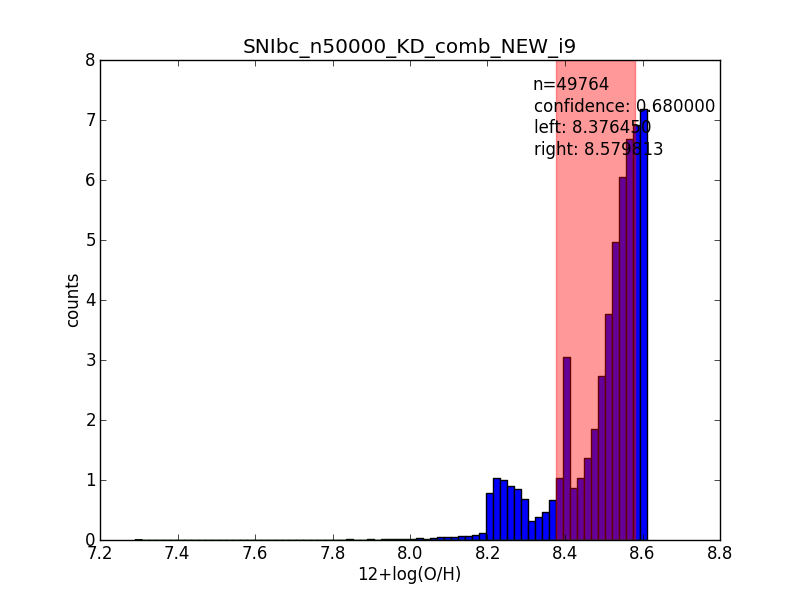 SNIbc_n50000_KD_comb_NEW_i9
n=49764
confidence: 0.680000
left: 8.376450
right: 8.579813
counts
8
7
6
5
4
3
2
1
0
7.2 7.4 7.6 7.8 8.0 8.2 8.4 8.6 8.8
12+log(O/H)